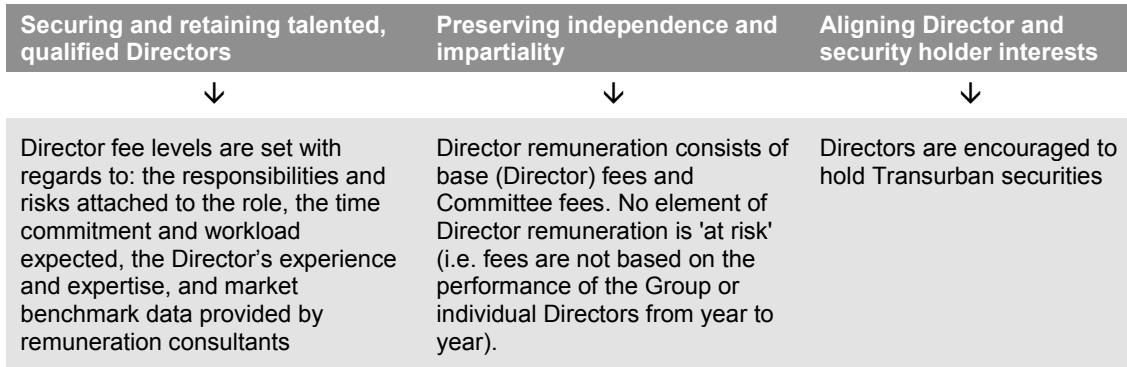 Securing and retaining talented,
qualified Directors
Preserving independence and
impartiality
Aligning Director and
security holder interests
Director fee levels are set with
regards to: the responsibilities and
risks attached to the role, the time
commitment and workload
expected, the Director’s experience
and expertise, and market
benchmark data provided by
remuneration consultants
Director remuneration consists of
base (Director) fees and
Committee fees. No element of
Director remuneration is 'at risk'
(i.e. fees are not based on the
performance of the Group or
individual Directors from year to
year).
Directors are encouraged to
hold Transurban securities